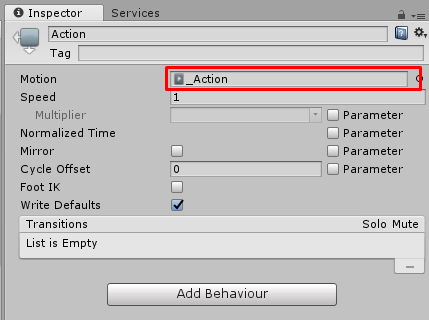 Inspector Services
Action
Tag
Motion _Action
Speed 1
Multiplier Parameter
Normalized Time Parameter
Mirror Parameter
Cycle Offset 0 Parameter
Foot IK
Write Defaults
Transitions Solo Mute
List is Empty
Add Behaviour